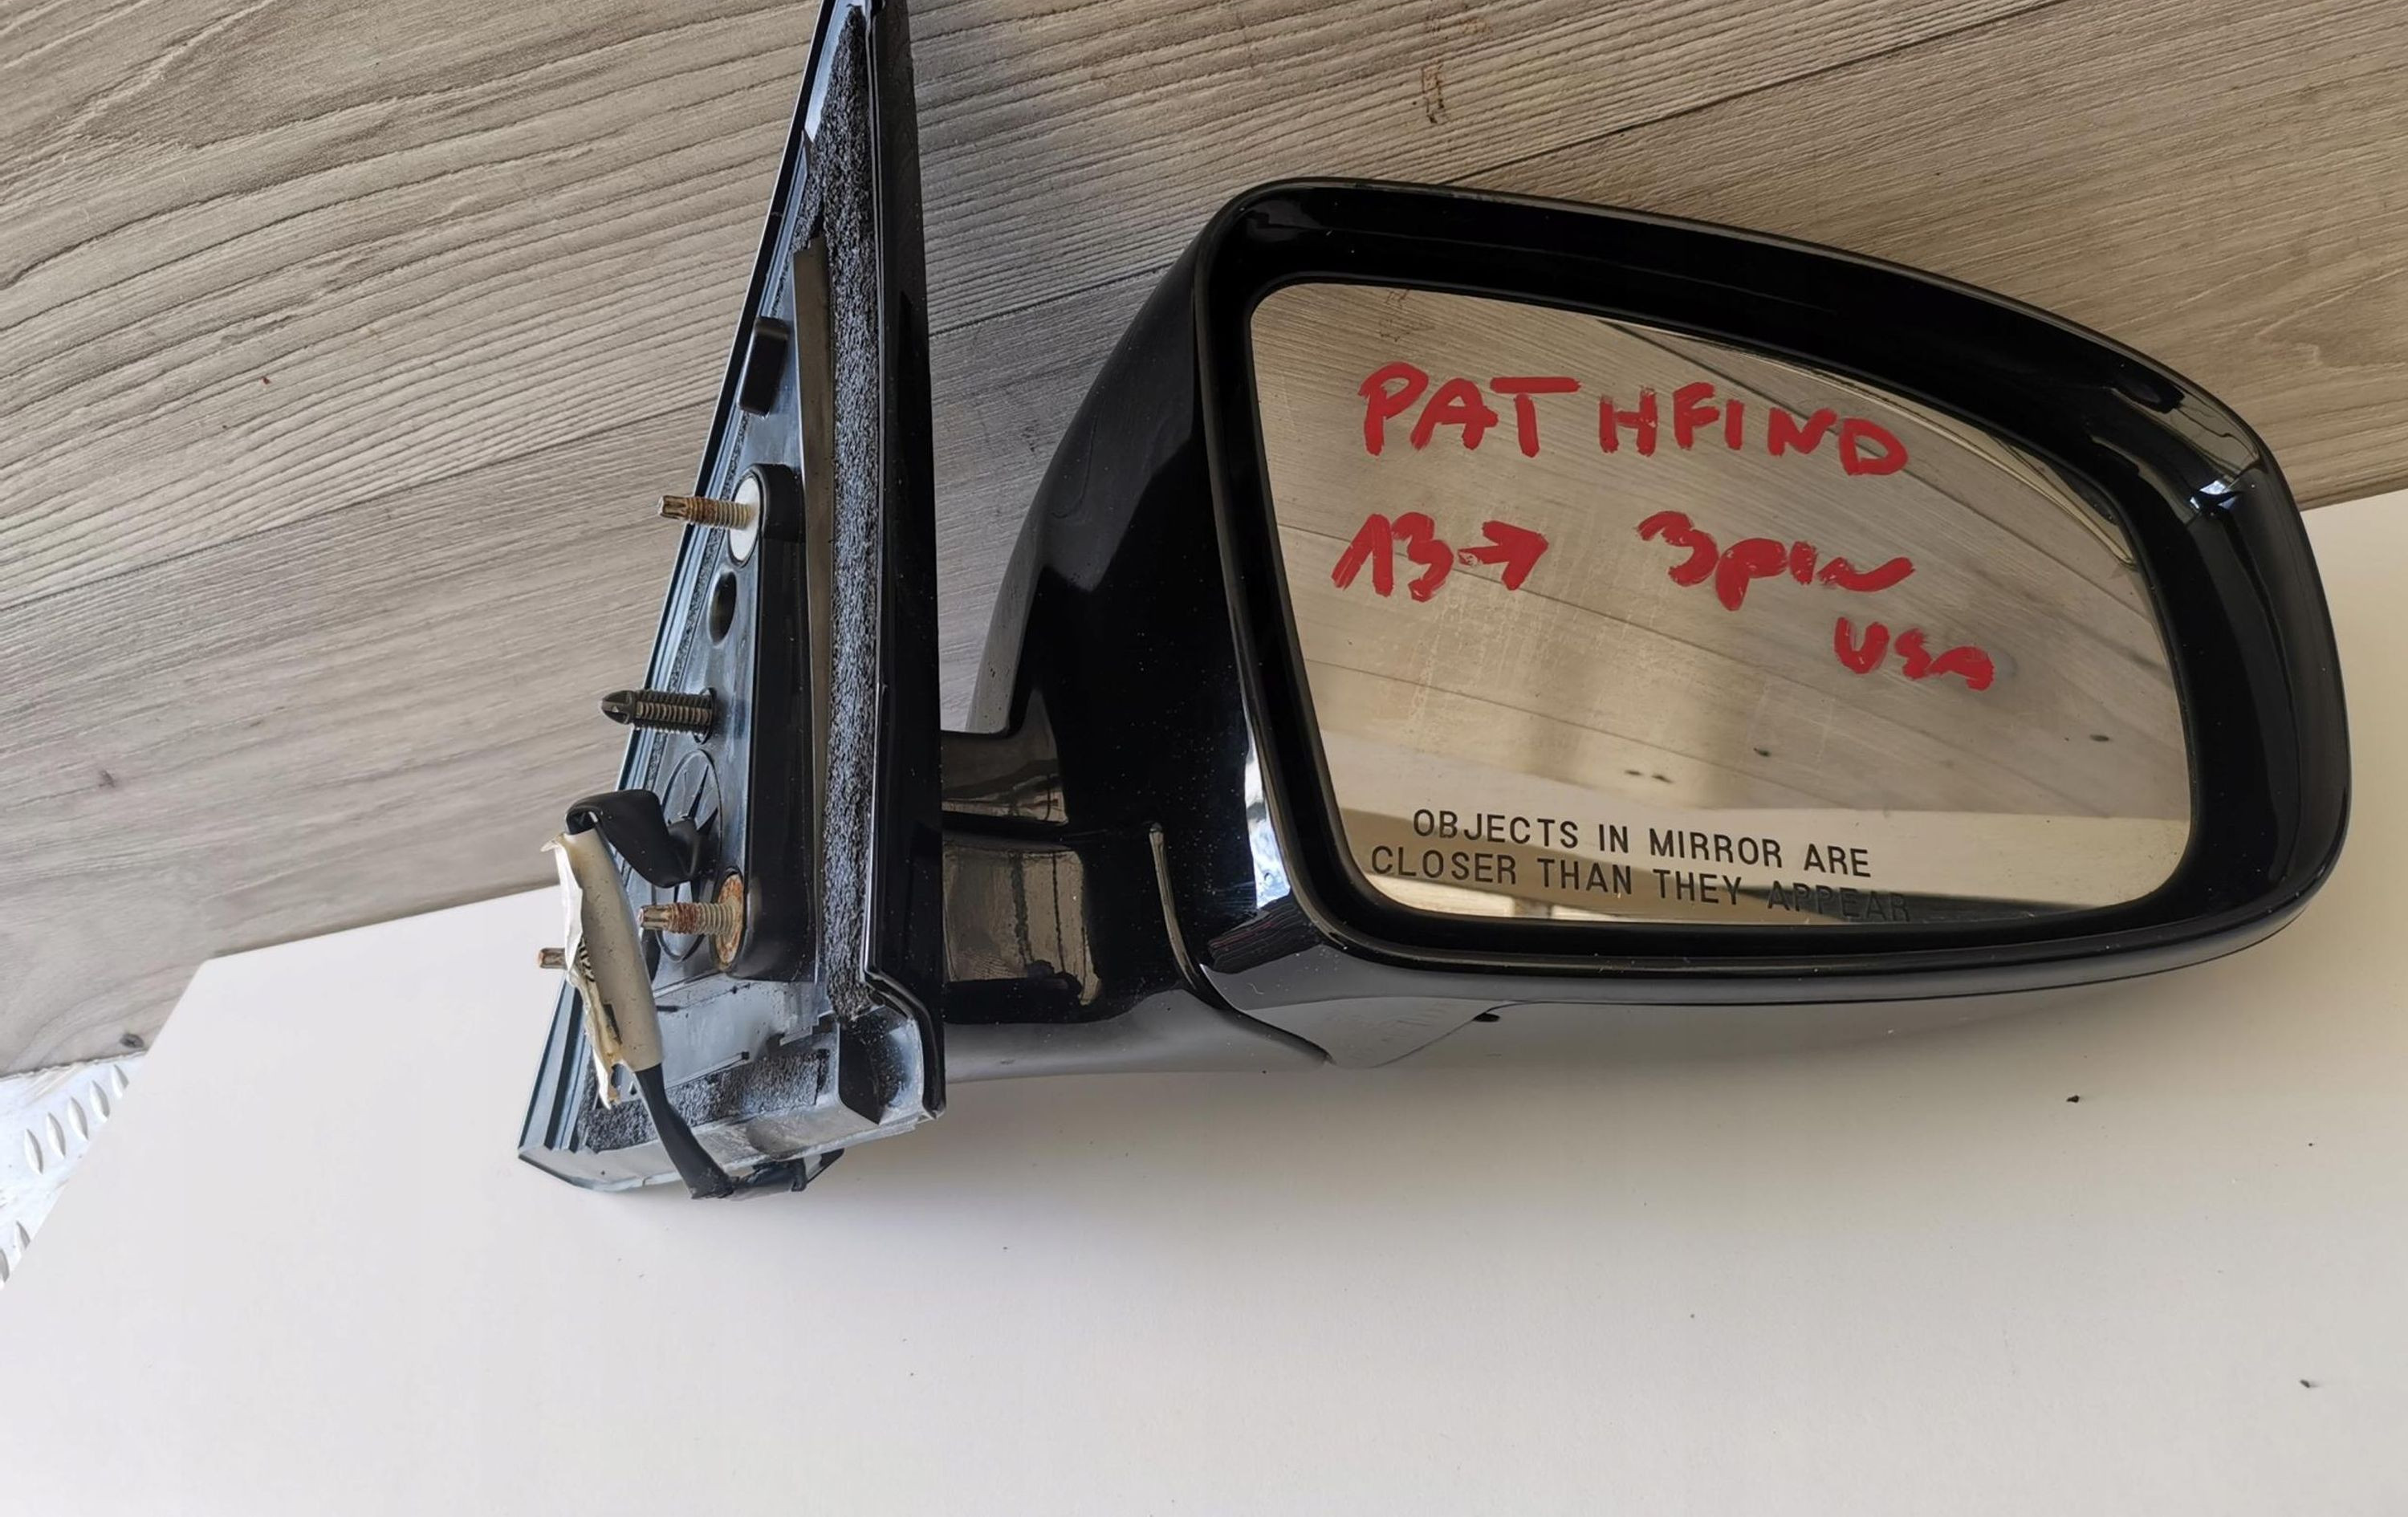 PATHFIND
13→ 3pin
USA
OBJECTS IN MIRROR ARE
CLOSER THAN THEY APPEAR